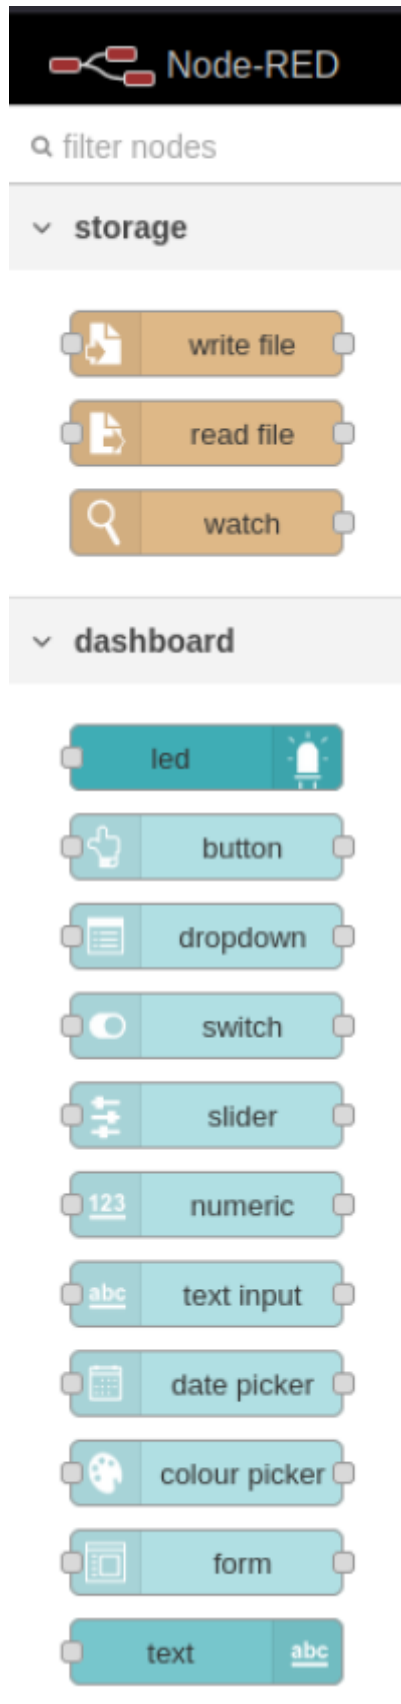 Node-RED
filter nodes
storage
write file
read file
watch
dashboard
led
button
dropdown
switch
slider
123 numeric
abc text input
date picker
colour picker
form
text abc